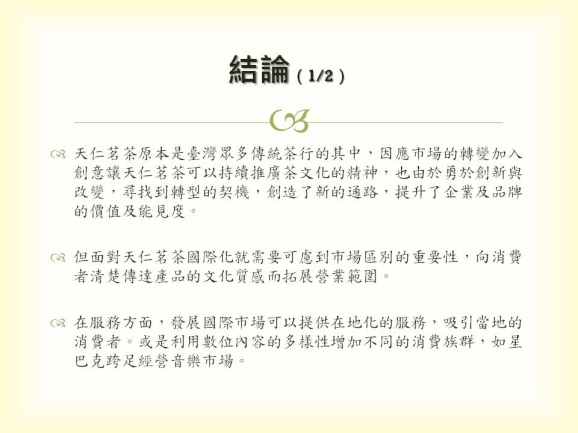 結論（1/2）
天仁茗茶原本是臺灣眾多傳統茶行的其中，因應市場的轉變加入
創意讓天仁茗茶可以持續推廣茶文化的精神，也由於勇於創新與
改變，尋找到轉型的契機，創造了新的通路，提升了企業及品牌
的價值及能見度。
但面對天仁茗茶國際化就需要可慮到市場區別的重要性，向消費
者清楚傳達產品的文化質感而拓展營業範圍。
在服務方面，發展國際市場可以提供在地化的服務，吸引當地的
消費者。或是利用數位內容的多樣性增加不同的消費族群，如星
巴克跨足經營音樂市場。